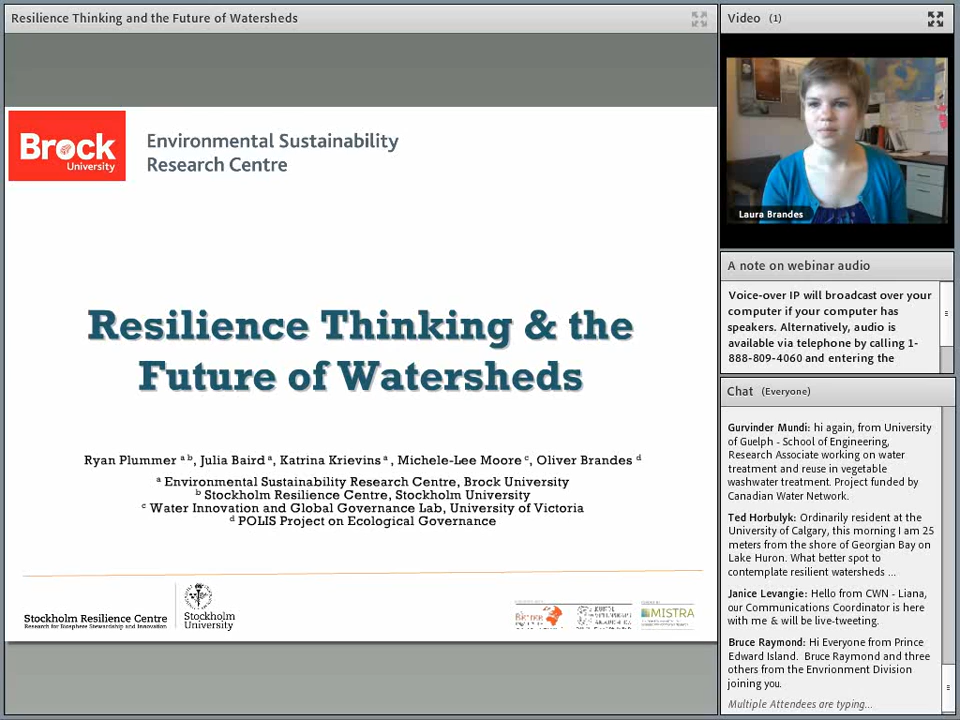 Resilience Thinking and the Future of Watersheds
Brock
University
Environmental Sustainability
Research Centre
Resilience Thinking & the
Future of Watersheds
Ryan Plummer a b, Julia Baird a, Katrina Krievins a , Michele-Lee Moore c, Oliver Brandes d
a Environmental Sustainability Research Centre, Brock University
b Stockholm Resilience Centre, Stockholm University
c Water Innovation and Global Governance Lab, University of Victoria
d POLIS Project on Ecological Governance
Stockholm Resilience Centre
Research for Biosphere Stewardship and Innovation
Stockholm
University
MISTRA
Video (1)
Laura Brandes
A note on webinar audio
Voice-over IP will broadcast over your
computer if your computer has
speakers. Alternatively, audio is
available via telephone by calling 1-
888-809-4060 and entering the
Chat (Everyone)
Gurvinder Mundi: hi again, from University
of Guelph - School of Engineering,
Research Associate working on water
treatment and reuse in vegetable
washwater treatment. Project funded by
Canadian Water Network.
Ted Horbulyk: Ordinarily resident at the
University of Calgary, this morning I am 25
meters from the shore of Georgian Bay on
Lake Huron. What better spot to
contemplate resilient watersheds ...
Janice Levangie: Hello from CWN - Liana,
our Communications Coordinator is here
with me & will be live-tweeting.
Bruce Raymond: Hi Everyone from Prince
Edward Island. Bruce Raymond and three
others from the Envrionment Division
joining you.
Multiple Attendees are typing...